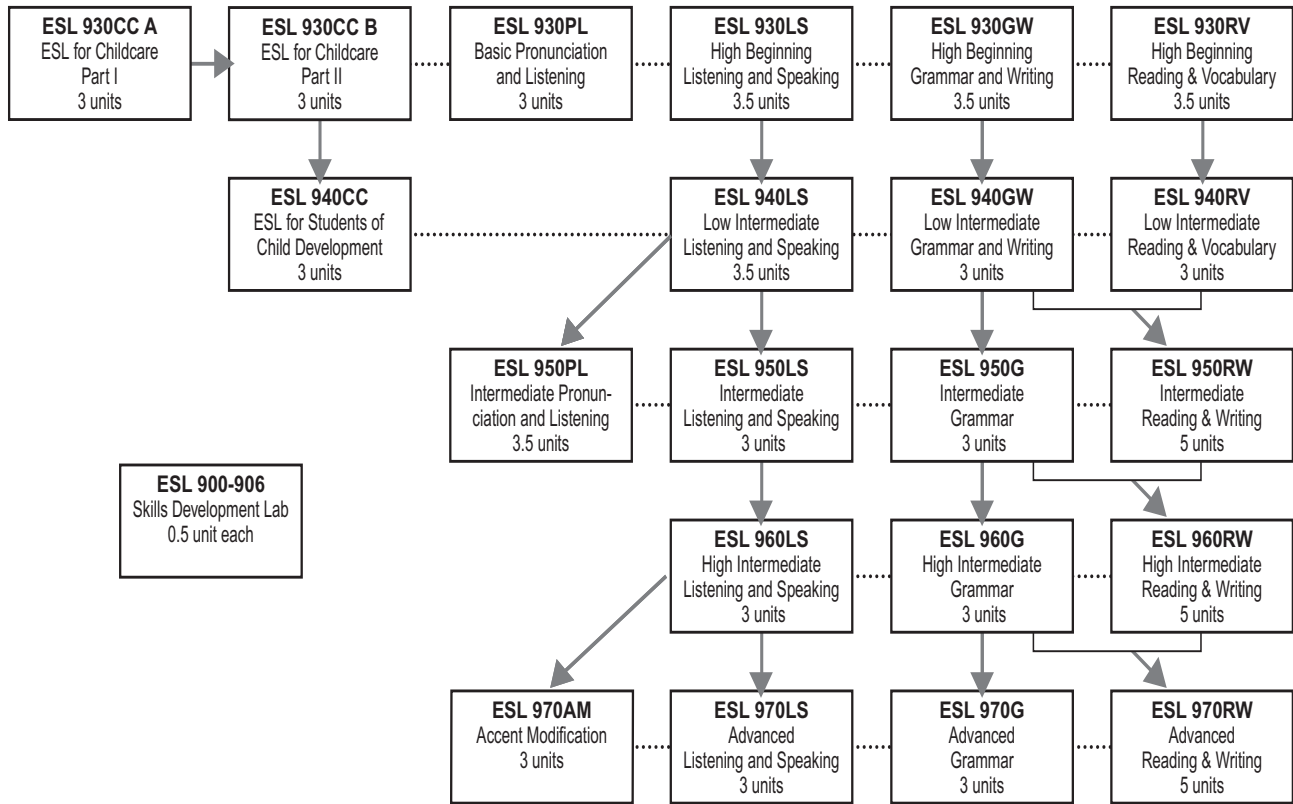 ESL 930CC A
ESL for Childcare
Part I
3 units
ESL 930CC B
ESL for Childcare
Part II
3 units
ESL 930PL
Basic Pronunciation
and Listening
3 units
ESL 930LS
High Beginning
Listening and Speaking
3.5 units
ESL 930GW
High Beginning
Grammar and Writing
3.5 units
ESL 930RV
High Beginning
Reading & Vocabulary
3.5 units
ESL 940CC
ESL for Students of
Child Development
3 units
ESL 940LS
Low Intermediate
Listening and Speaking
3.5 units
ESL 940GW
Low Intermediate
Grammar and Writing
3 units
ESL 940RV
Low Intermediate
Reading & Vocabulary
3 units
ESL 950PL
Intermediate Pronun-
ciation and Listening
3.5 units
ESL 950LS
Intermediate
Listening and Speaking
3 units
ESL 950G
Intermediate
Grammar
3 units
ESL 950RW
Intermediate
Reading & Writing
5 units
ESL 900-906
Skills Development Lab
0.5 unit each
ESL 960LS
High Intermediate
Listening and Speaking
3 units
ESL 960G
High Intermediate
Grammar
3 units
ESL 960RW
High Intermediate
Reading & Writing
5 units
ESL 970AM
Accent Modification
3 units
ESL 970LS
Advanced
Listening and Speaking
3 units
ESL 970G
Advanced
Grammar
3 units
ESL 970RW
Advanced
Reading & Writing
5 units